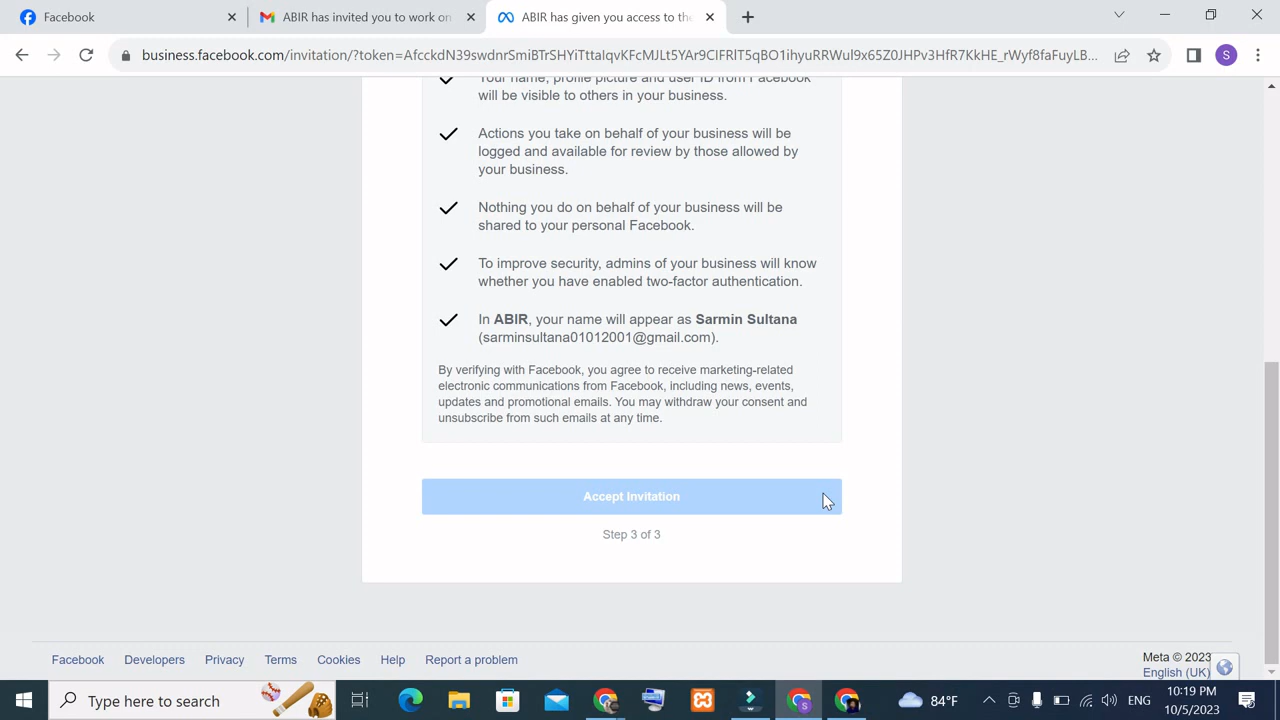 Facebook
ABIR has invited you to work on
ABIR has given you access to the
business.facebook.com/invitation/?token=AfcckdN39swdnrSmiBTrSHYiTttaIqvKFcMJLt5YAr9CIFRlT5qBO1ihyuRRWul9x65Z0JHPv3HfR7KkHE_rWyf8faFuyLB...
S
Your name, profile picture and user ID from Facebook
will be visible to others in your business.
Actions you take on behalf of your business will be
logged and available for review by those allowed by
your business.
Nothing you do on behalf of your business will be
shared to your personal Facebook.
To improve security, admins of your business will know
whether you have enabled two-factor authentication.
In ABIR, your name will appear as Sarmin Sultana
(sarminsultana01012001@gmail.com).
By verifying with Facebook, you agree to receive marketing-related
electronic communications from Facebook, including news, events,
updates and promotional emails. You may withdraw your consent and
unsubscribe from such emails at any time.
Accept Invitation
Step 3 of 3
Facebook Developers Privacy Terms Cookies Help Report a problem
Meta © 2023
English (UK)
Type here to search
84°F
ENG
10:19 PM
10/5/2023